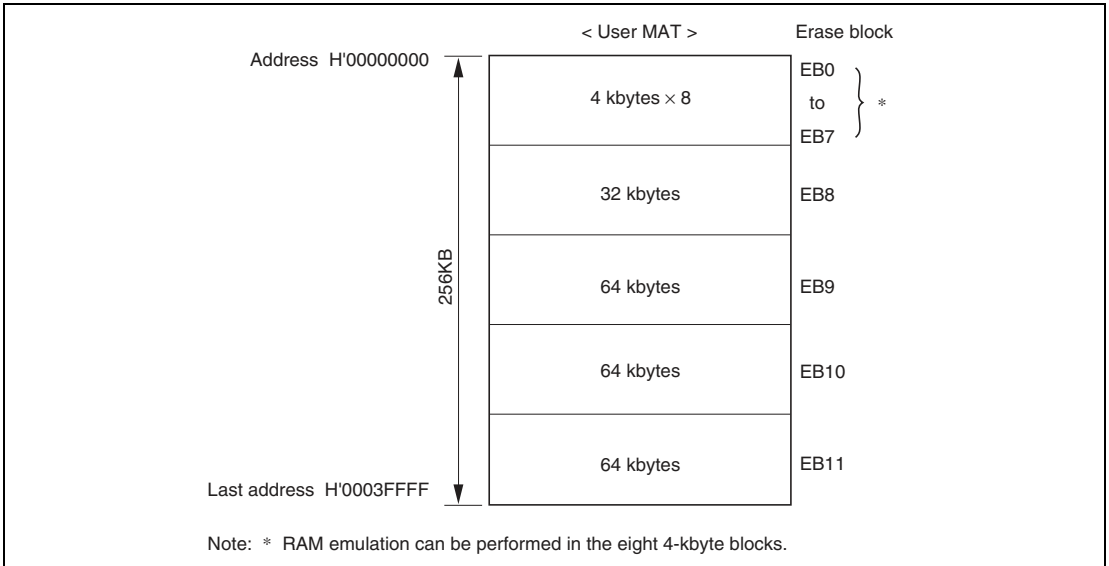 < User MAT > Erase block
Address H'00000000
EB0
4 kbytes × 8 to *
EB7
32 kbytes EB8
256KB
64 kbytes EB9
64 kbytes EB10
64 kbytes EB11
Last address H'0003FFFF
Note: * RAM emulation can be performed in the eight 4-kbyte blocks.